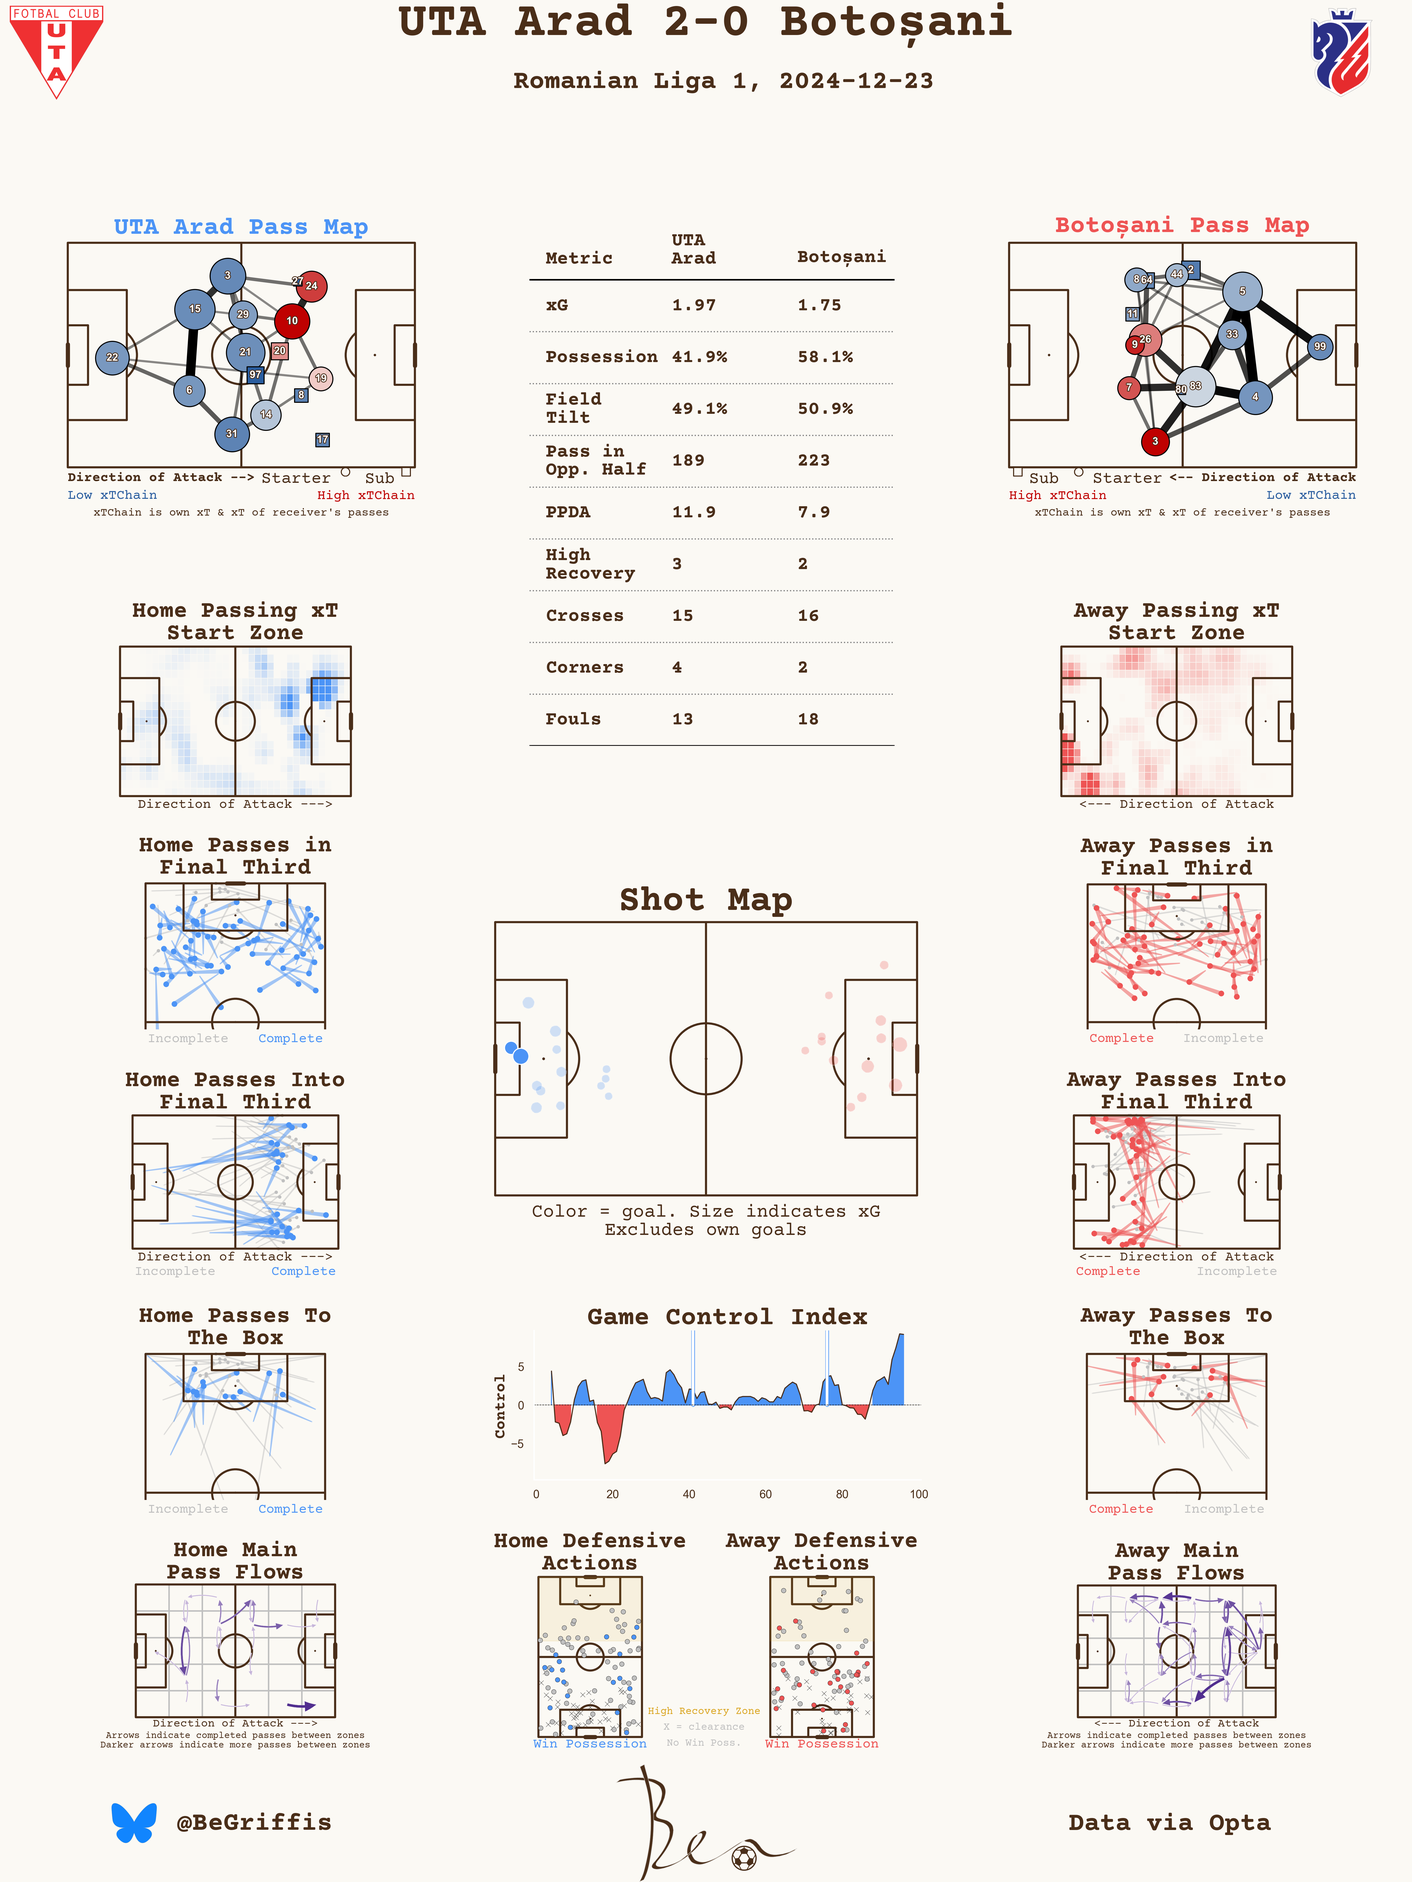 FOTBAL CLUB
U
T
A
UTA Arad 2-0 Botoșani
Romanian Liga 1, 2024-12-23
UTA Arad Pass Map
3
27
24
15
29
10
22
21
20
97
19
6
8
14
31
17
Direction of Attack --> Starter Sub
Low xTChain High xTChain
xTChain is own xT & xT of receiver's passes
Metric UTA Arad Botoșani
xG 1.97 1.75
Possession 41.9% 58.1%
Field Tilt 49.1% 50.9%
Pass in Opp. Half 189 223
PPDA 11.9 7.9
High Recovery 3 2
Crosses 15 16
Corners 4 2
Fouls 13 18
Botoșani Pass Map
8
64
44
2
5
11
33
9
26
99
7
80
83
4
3
Sub Starter <-- Direction of Attack
High xTChain Low xTChain
xTChain is own xT & xT of receiver's passes
Home Passing xT
Start Zone
Direction of Attack --->
Away Passing xT
Start Zone
<--- Direction of Attack
Home Passes in
Final Third
Incomplete Complete
Away Passes in
Final Third
Complete Incomplete
Shot Map
Color = goal. Size indicates xG
Excludes own goals
Home Passes Into
Final Third
Direction of Attack --->
Incomplete Complete
Away Passes Into
Final Third
<--- Direction of Attack
Complete Incomplete
Home Passes To
The Box
Incomplete Complete
Game Control Index
Control
5
0
−5
0 20 40 60 80 100
Away Passes To
The Box
Complete Incomplete
Home Main
Pass Flows
Direction of Attack --->
Arrows indicate completed passes between zones
Darker arrows indicate more passes between zones
Home Defensive
Actions
Win Possession
Away Defensive
Actions
Win Possession
High Recovery Zone
X = clearance
No Win Poss.
Away Main
Pass Flows
<--- Direction of Attack
Arrows indicate completed passes between zones
Darker arrows indicate more passes between zones
@BeGriffis
Ben
Data via Opta